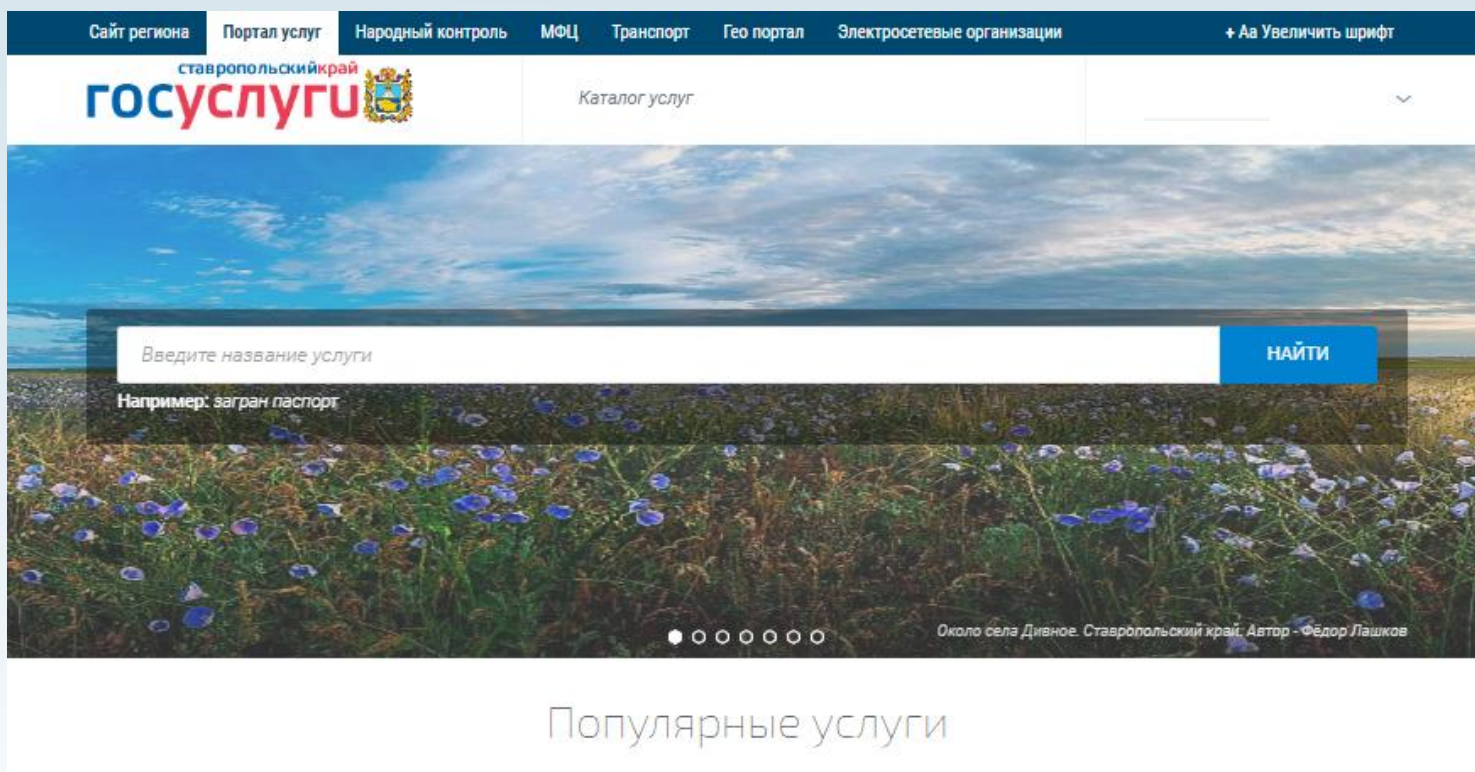 Сайт региона Портал услуг Народный контроль МФЦ Транспорт Гео портал Электросетевые организации + Aa Увеличить шрифт
ставропольскийкрай
госуслуги
Каталог услуг
Введите название услуги НАЙТИ
Например: загран паспорт
Около села Дивное. Ставропольский край. Автор - Фёдор Лашков
Популярные услуги